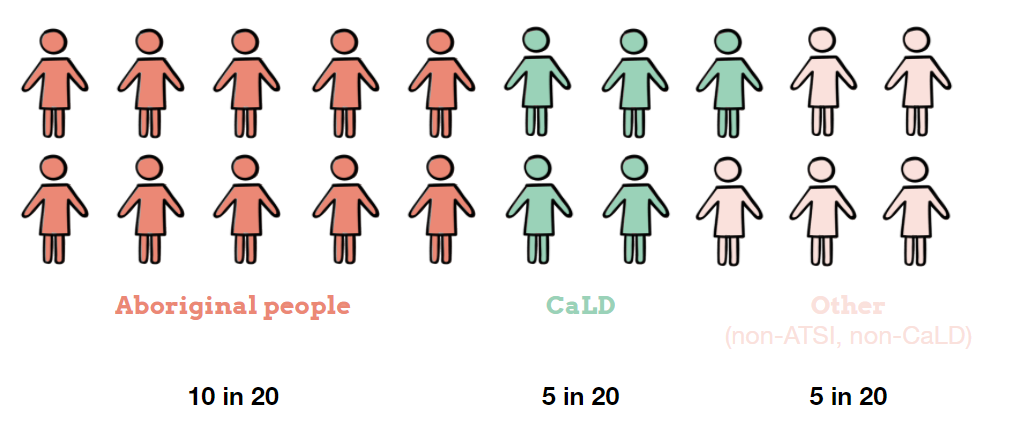 Aboriginal people
CaLD
Other
(non-ATSI, non-CaLD)
10 in 20
5 in 20
5 in 20